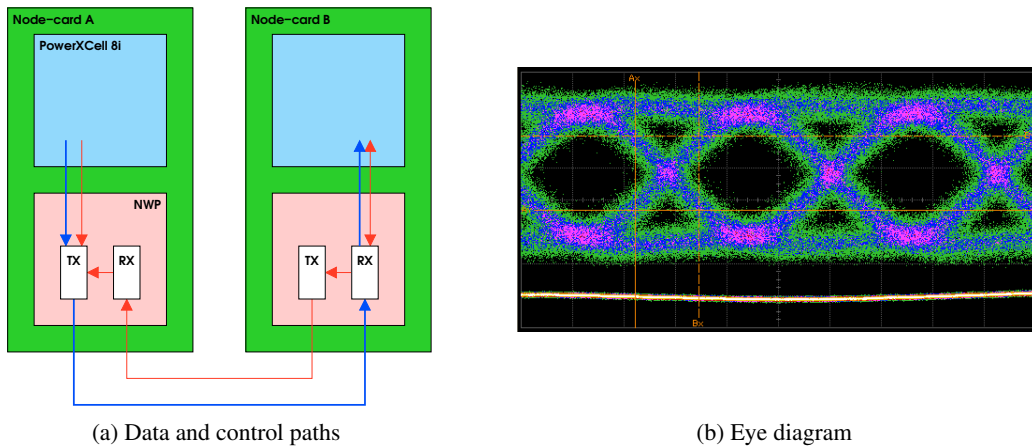 Node-card A
PowerXCell 8i
NWP
TX
RX
Node-card B
TX
RX
Ax
Bx
(a) Data and control paths
(b) Eye diagram